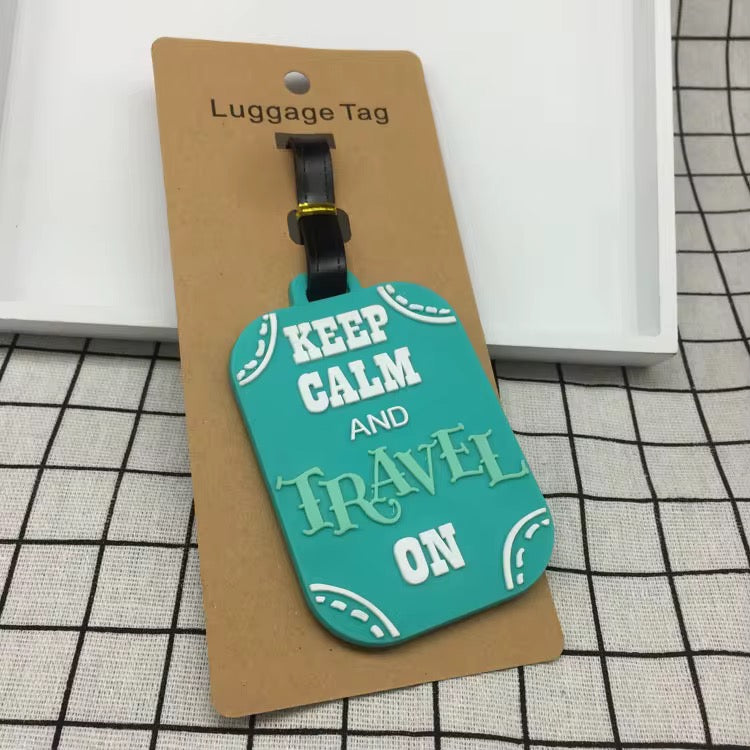 Luggage Tag
KEEP
CALM
AND
TRAVEL
ON